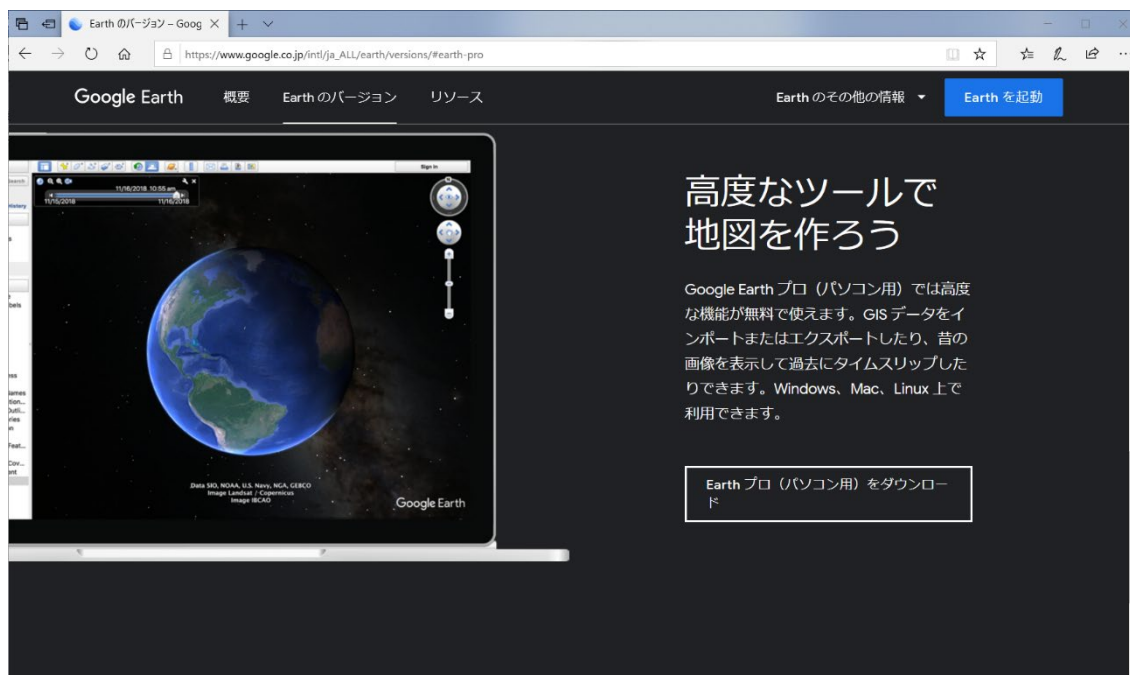 Earth のバージョン – Goog
https://www.google.co.jp/intl/ja_ALL/earth/versions/#earth-pro
Google Earth 概要 Earth のバージョン リソース Earth のその他の情報 Earth を起動
Sign in
11/16/2018 10:55 am
11/15/2018 11/16/2018
History
高度なツールで
地図を作ろう
Google Earth プロ（パソコン用）では高度
な機能が無料で使えます。GIS データをイ
ンポートまたはエクスポートしたり、昔の
画像を表示して過去にタイムスリップした
りできます。Windows、Mac、Linux 上で
利用できます。
Earth プロ（パソコン用）をダウンロー
ド
Data SIO, NOAA, U.S. Navy, NGA, GEBCO
Image Landsat / Copernicus
Image IBCAO
Google Earth